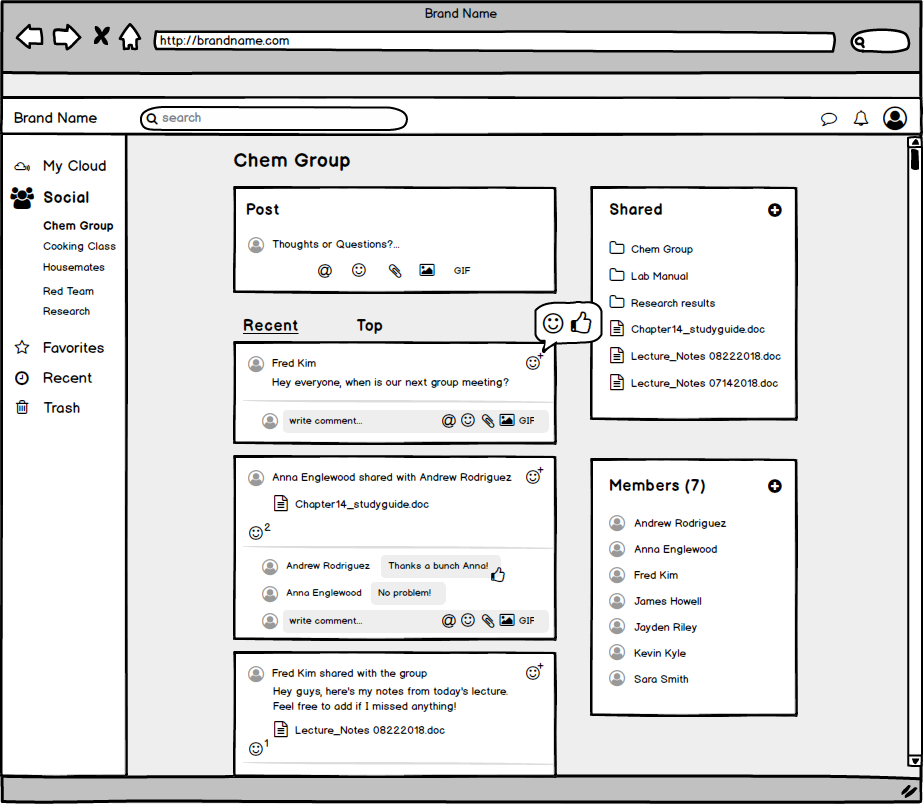 Brand Name
http://brandname.com
Brand Name
search
My Cloud
Social
Chem Group
Cooking Class
Housemates
Red Team
Research
Favorites
Recent
Trash
Chem Group
Post
Thoughts or Questions?...
@ GIF
Recent Top
Fred Kim
Hey everyone, when is our next group meeting?
write comment... @ GIF
Anna Englewood shared with Andrew Rodriguez
Chapter14_studyguide.doc
2
Andrew Rodriguez Thanks a bunch Anna!
Anna Englewood No problem!
write comment... @ GIF
Fred Kim shared with the group
Hey guys, here's my notes from today's lecture.
Feel free to add if I missed anything!
Lecture_Notes 08222018.doc
1
Shared
Chem Group
Lab Manual
Research results
Chapter14_studyguide.doc
Lecture_Notes 08222018.doc
Lecture_Notes 07142018.doc
Members (7)
Andrew Rodriguez
Anna Englewood
Fred Kim
James Howell
Jayden Riley
Kevin Kyle
Sara Smith